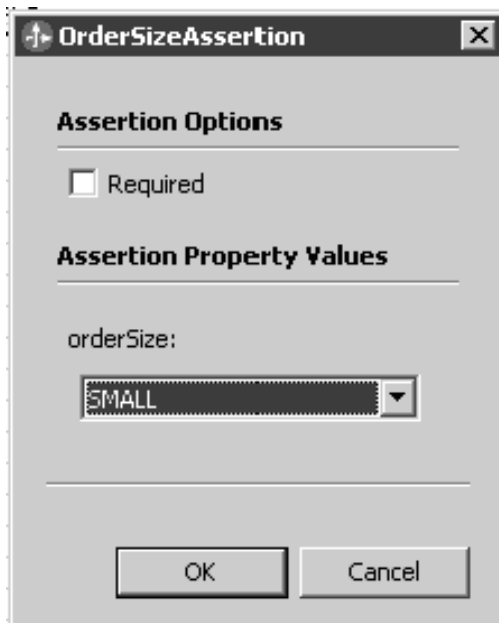 OrderSizeAssertion
Assertion Options
Required
Assertion Property Values
orderSize:
SMALL
OK Cancel